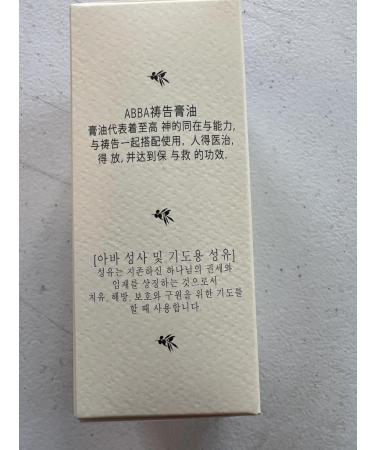 ABBA祷告膏油
膏油代表着至高 神的同在与能力,
与祷告一起搭配使用, 人得医治,
得 放, 并达到保 与救 的功效.
[아바 성사 및 기도용 성유]
성유는 지존하신 하나님의 권세와
임재를 상징하는 것으로서
치유, 해방, 보호와 구원을 위한 기도를
할 때 사용합니다